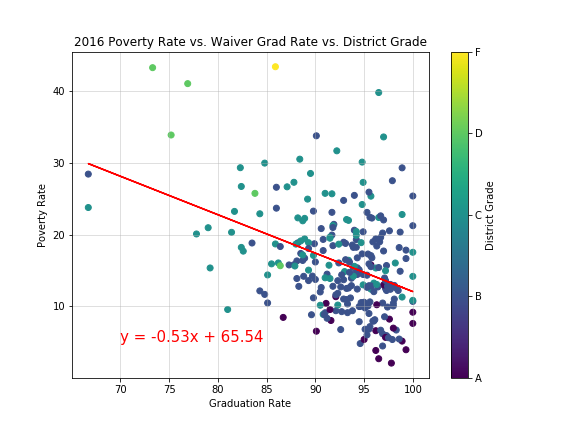 2016 Poverty Rate vs. Waiver Grad Rate vs. District Grade
40
30
20
10
Poverty Rate
y = -0.53x + 65.54
70 75 80 85 90 95 100
Graduation Rate
F
D
C
B
A
District Grade